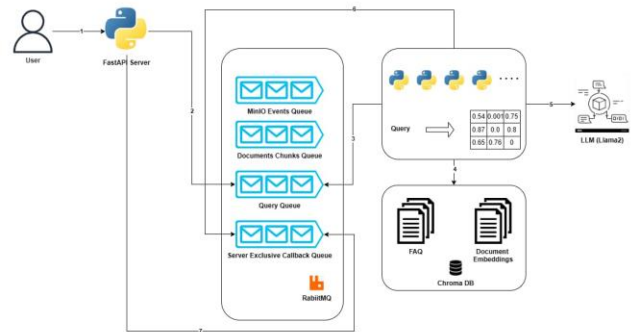 1
User
FastAPI Server
6
2
MinIO Events Queue
Documents Chunks Queue
Query Queue
Server Exclusive Callback Queue
RabiitMQ
3
Query
0.54 0.001 0.75
0.87 0.0 0.8
0.65 0.76 0
5
LLM (Llama2)
4
FAQ
Document
Embeddings
Chroma DB
7